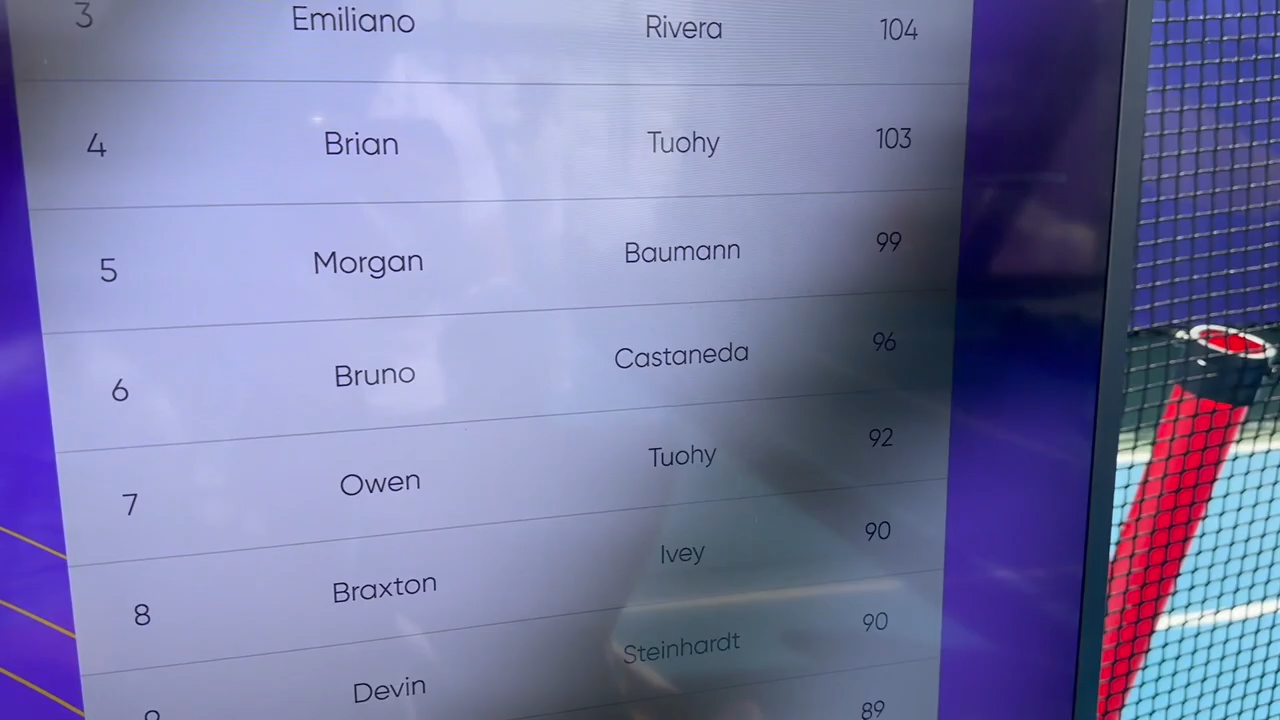 3 Emiliano Rivera 104
4 Brian Tuohy 103
5 Morgan Baumann 99
6 Bruno Castaneda 96
7 Owen Tuohy 92
8 Braxton Ivey 90
Devin Steinhardt 90
89